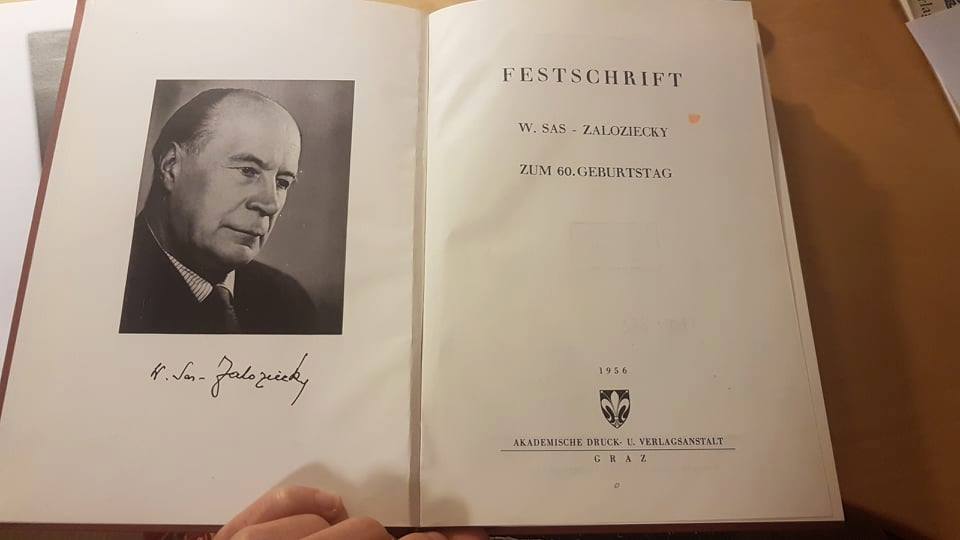 W. Sas-Zaloziecky
FESTSCHRIFT
W. SAS - ZALOZIECKY
ZUM 60. GEBURTSTAG
1956
AKADEMISCHE DRUCK- U. VERLAGSANSTALT
GRAZ